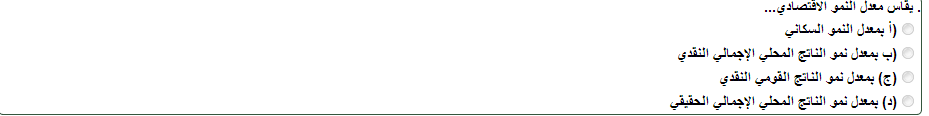 . يقاس معدل النمو الاقتصادي...
(أ بمعدل النمو السكاني
(ب بمعدل نمو الناتج المحلي الإجمالي النقدي
(ج) بمعدل نمو الناتج القومي النقدي
(د) بمعدل نمو الناتج المحلي الإجمالي الحقيقي